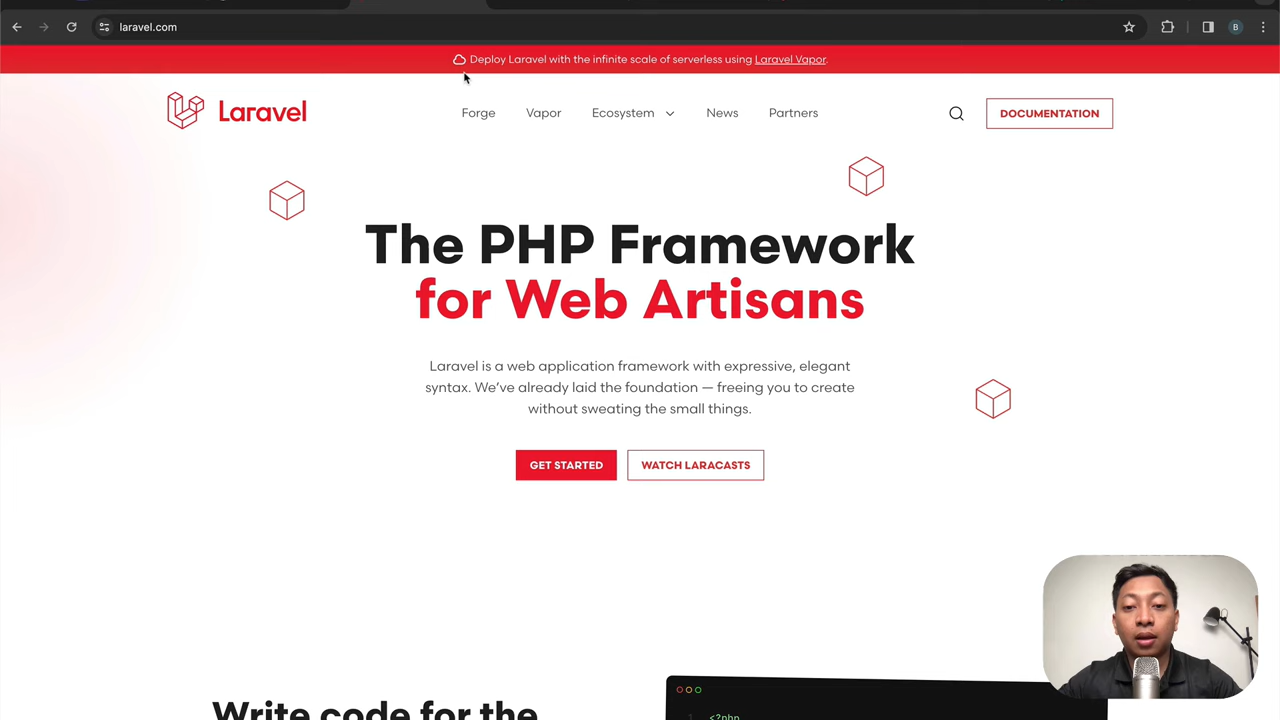 laravel.com
B
Deploy Laravel with the infinite scale of serverless using Laravel Vapor.
Laravel
Forge
Vapor
Ecosystem
News
Partners
DOCUMENTATION
The PHP Framework
for Web Artisans
Laravel is a web application framework with expressive, elegant
syntax. We’ve already laid the foundation — freeing you to create
without sweating the small things.
GET STARTED
WATCH LARACASTS
Write code for the
1 <?php